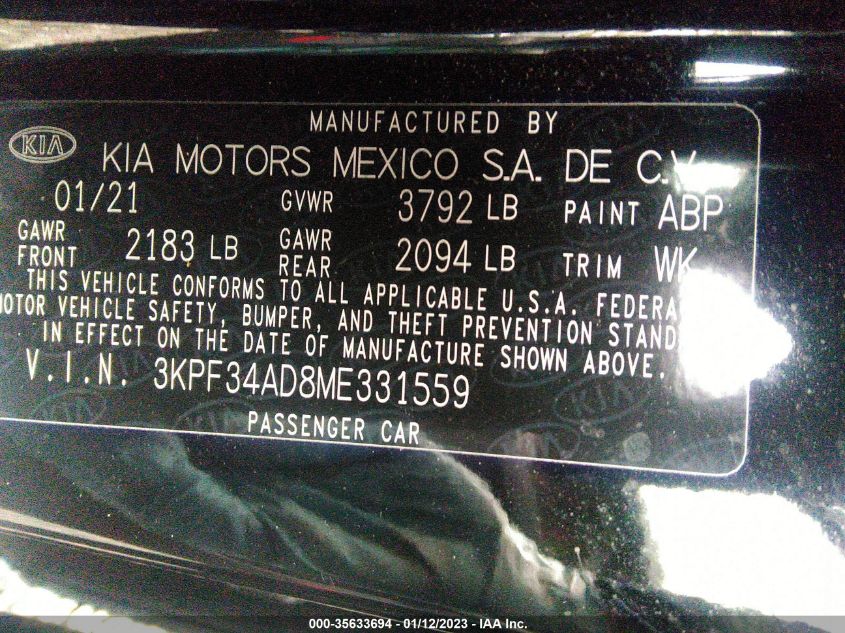 MANUFACTURED BY
KIA KIA MOTORS MEXICO S.A. DE C.V.
01/21 GVWR 3792 LB PAINT ABP
GAWR FRONT 2183 LB GAWR REAR 2094 LB TRIM WK
THIS VEHICLE CONFORMS TO ALL APPLICABLE U.S.A. FEDERA
MOTOR VEHICLE SAFETY, BUMPER, AND THEFT PREVENTION STAND
IN EFFECT ON THE DATE OF MANUFACTURE SHOWN ABOVE.
V.I.N. 3KPF34AD8ME331559
PASSENGER CAR
000-35633694 - 01/12/2023 - IAA Inc.